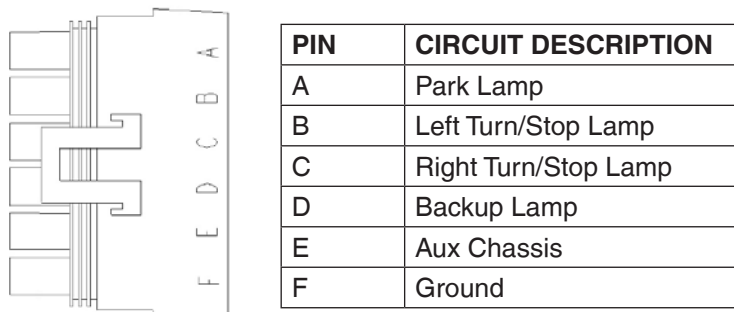 A
B
C
D
E
F
PIN CIRCUIT DESCRIPTION
A Park Lamp
B Left Turn/Stop Lamp
C Right Turn/Stop Lamp
D Backup Lamp
E Aux Chassis
F Ground